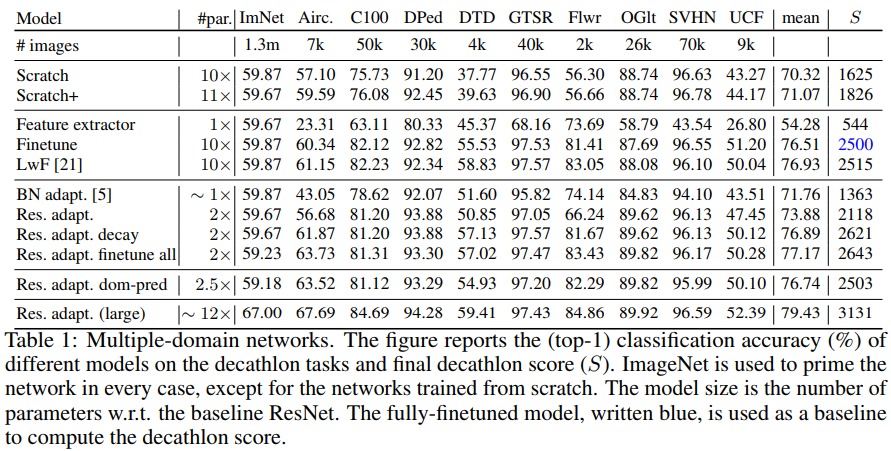 Model #par. ImNet Airc. C100 DPed DTD GTSR Flwr OGlt SVHN UCF mean S
# images 1.3m 7k 50k 30k 4k 40k 2k 26k 70k 9k
Scratch 10× 59.87 57.10 75.73 91.20 37.77 96.55 56.30 88.74 96.63 43.27 70.32 1625
Scratch+ 11× 59.67 59.59 76.08 92.45 39.63 96.90 56.66 88.74 96.78 44.17 71.07 1826
Feature extractor 1× 59.67 23.31 63.11 80.33 45.37 68.16 73.69 58.79 43.54 26.80 54.28 544
Finetune 10× 59.87 60.34 82.12 92.82 55.53 97.53 81.41 87.69 96.55 51.20 76.51 2500
LwF [21] 10× 59.87 61.15 82.23 92.34 58.83 97.57 83.05 88.08 96.10 50.04 76.93 2515
BN adapt. [5] ∼ 1× 59.87 43.05 78.62 92.07 51.60 95.82 74.14 84.83 94.10 43.51 71.76 1363
Res. adapt. 2× 59.67 56.68 81.20 93.88 50.85 97.05 66.24 89.62 96.13 47.45 73.88 2118
Res. adapt. decay 2× 59.67 61.87 81.20 93.88 57.13 97.57 81.67 89.62 96.13 50.12 76.89 2621
Res. adapt. finetune all 2× 59.23 63.73 81.31 93.30 57.02 97.47 83.43 89.82 96.17 50.28 77.17 2643
Res. adapt. dom-pred 2.5× 59.18 63.52 81.12 93.29 54.93 97.20 82.29 89.82 95.99 50.10 76.74 2503
Res. adapt. (large) ∼ 12× 67.00 67.69 84.69 94.28 59.41 97.43 84.86 89.92 96.59 52.39 79.43 3131
Table 1: Multiple-domain networks. The figure reports the (top-1) classification accuracy (%) of
different models on the decathlon tasks and final decathlon score (S). ImageNet is used to prime the
network in every case, except for the networks trained from scratch. The model size is the number of
parameters w.r.t. the baseline ResNet. The fully-finetuned model, written blue, is used as a baseline
to compute the decathlon score.